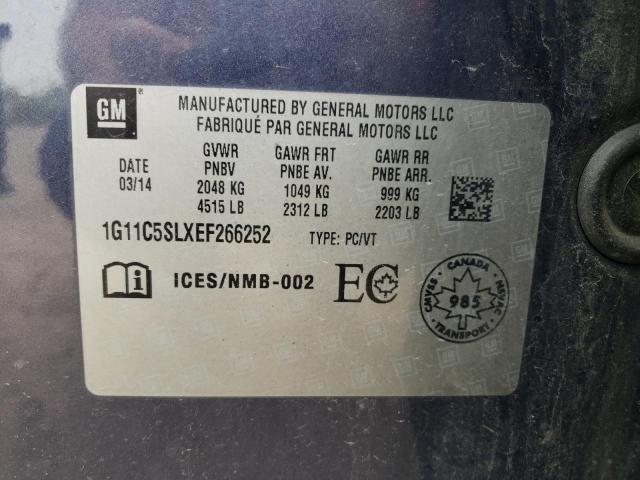 GM
MANUFACTURED BY GENERAL MOTORS LLC
FABRIQUÉ PAR GENERAL MOTORS LLC
DATE
03/14
GVWR
PNBV
2048 KG
4515 LB
GAWR FRT
PNBE AV.
1049 KG
2312 LB
GAWR RR
PNBE ARR.
999 KG
2203 LB
1G11C5SLXEF266252 TYPE: PC/VT
i ICES/NMB-002 EC
CMVSS CANADA NSVAC
985
TRANSPORT